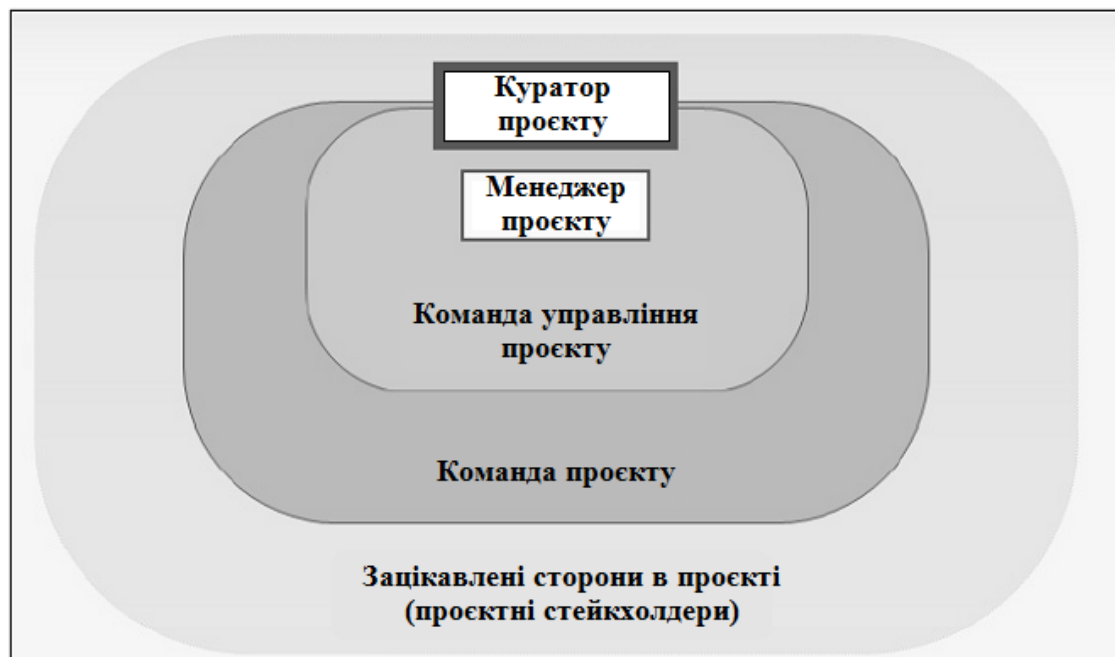 Куратор
проєкту
Менеджер
проєкту
Команда управління
проєкту
Команда проєкту
Зацікавлені сторони в проєкті
(проєктні стейкхолдери)